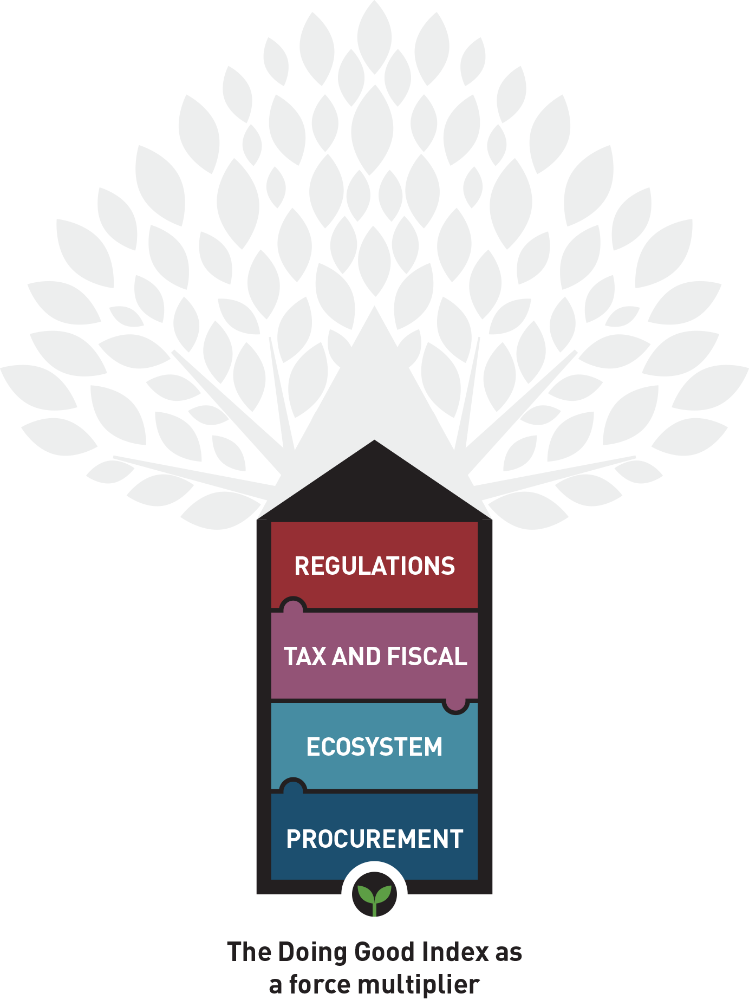 REGULATIONS
TAX AND FISCAL
ECOSYSTEM
PROCUREMENT
The Doing Good Index as
a force multiplier